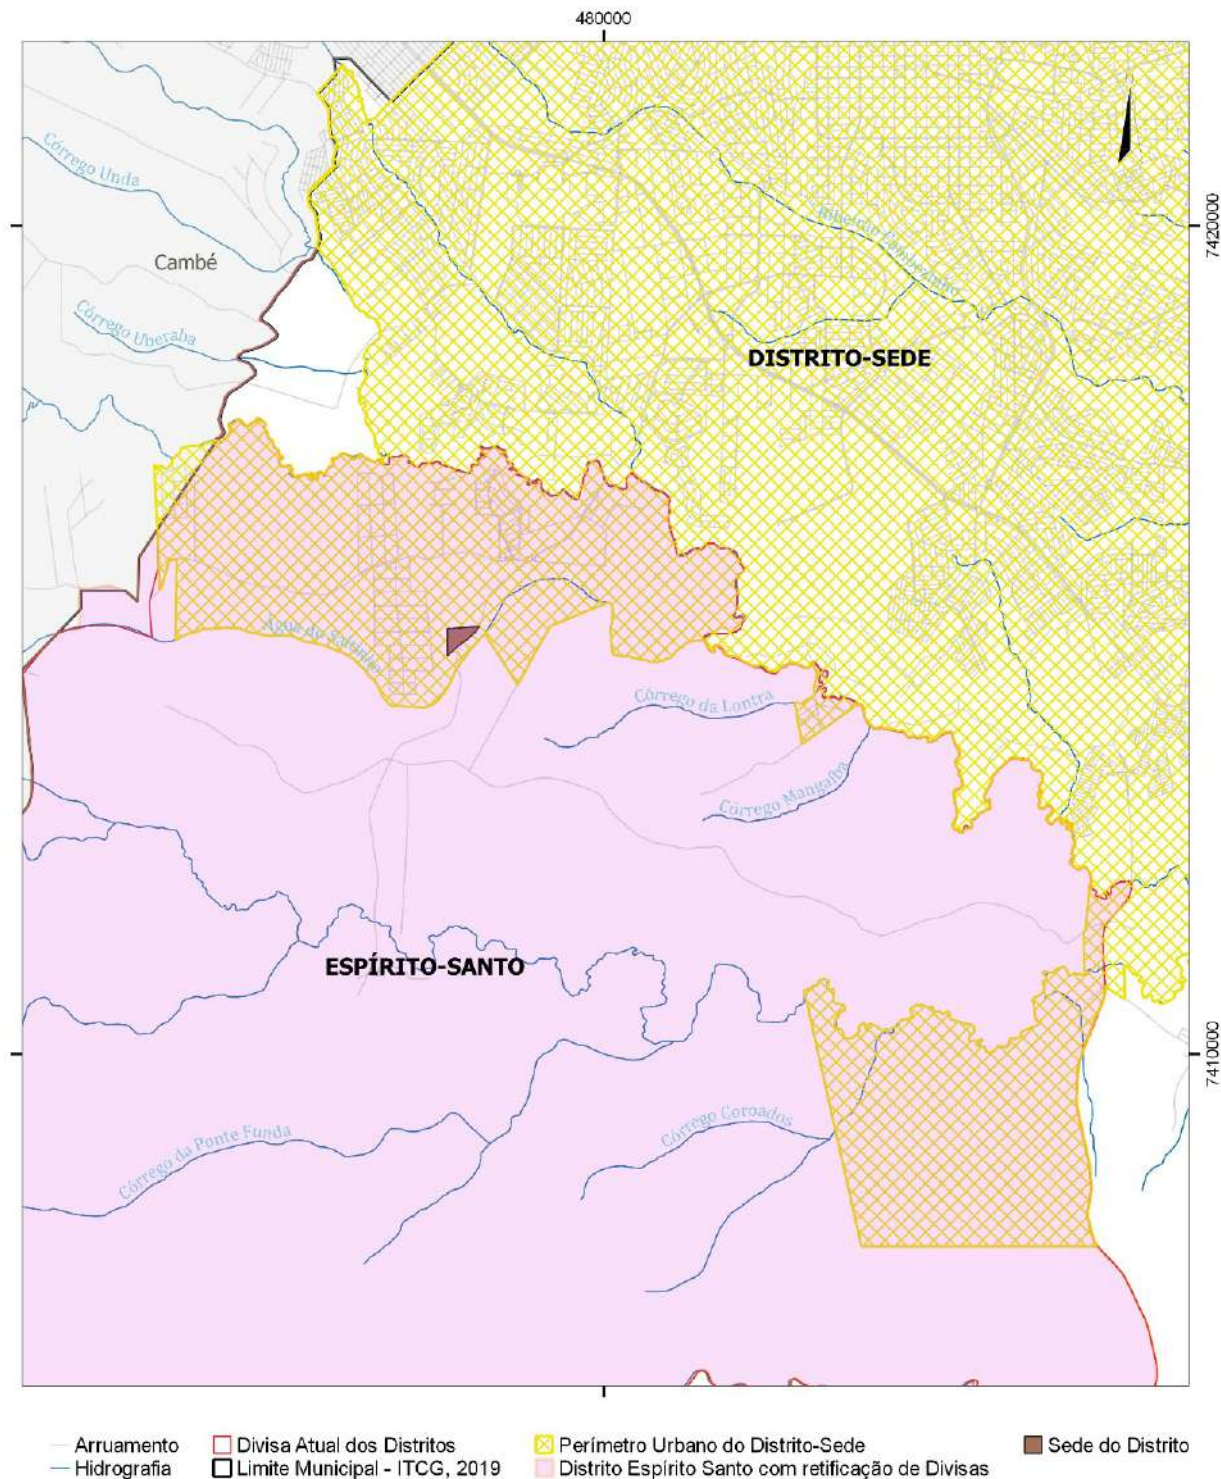 480000
7420000
Córrego Unda
Cambé
Ribeirão Cambezinho
Córrego Uberaba
DISTRITO-SEDE
Água do Salsinho
Córrego da Lontra
Córrego Mangaíba
ESPÍRITO-SANTO
7410000
Córrego Coroados
Córrego da Ponte Funda
Arruamento
Divisa Atual dos Distritos
Perímetro Urbano do Distrito-Sede
Sede do Distrito
Hidrografia
Limite Municipal - ITCG, 2019
Distrito Espírito Santo com retificação de Divisas